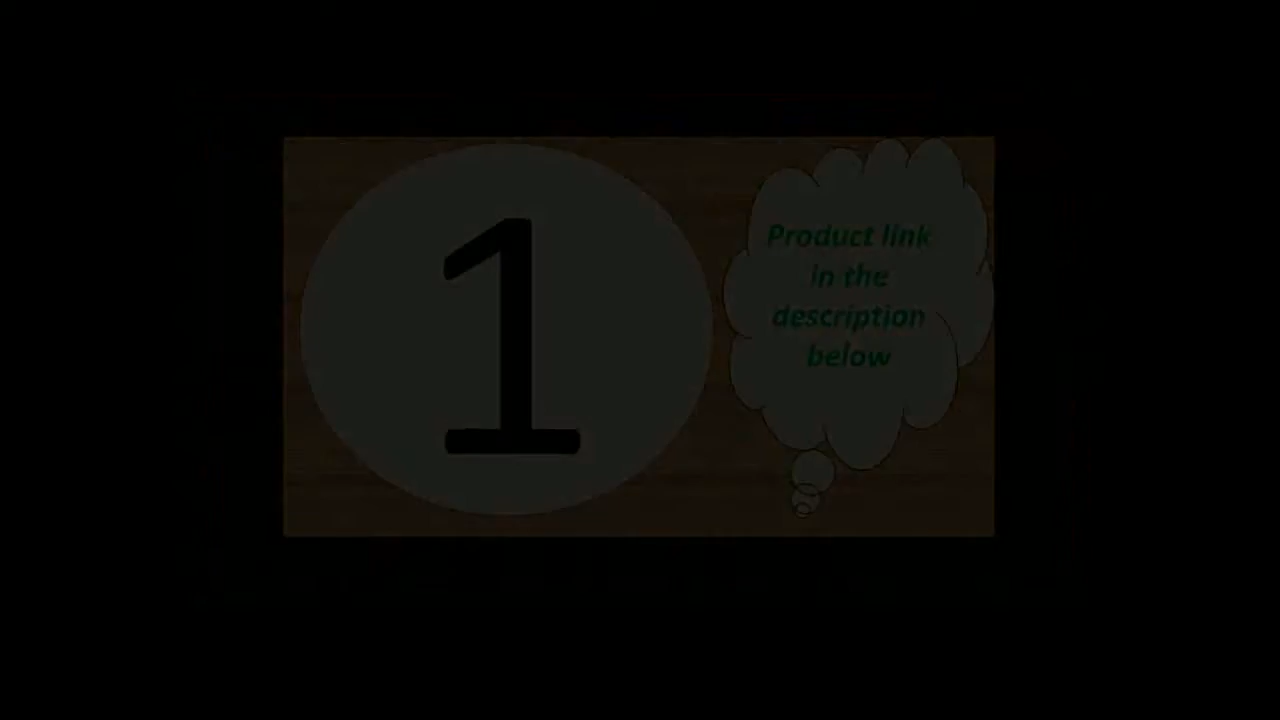 1
Product link
in the
description
below